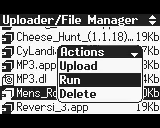 Uploader/File Manager
Cheese_Hunt_(1.1.18)... 19Kb
CyLandi
Actions
MP3.app
Upload
MP3.dl
Run
Mens_Ro
0Kb
Delete
Reversi_3.app 19Kb